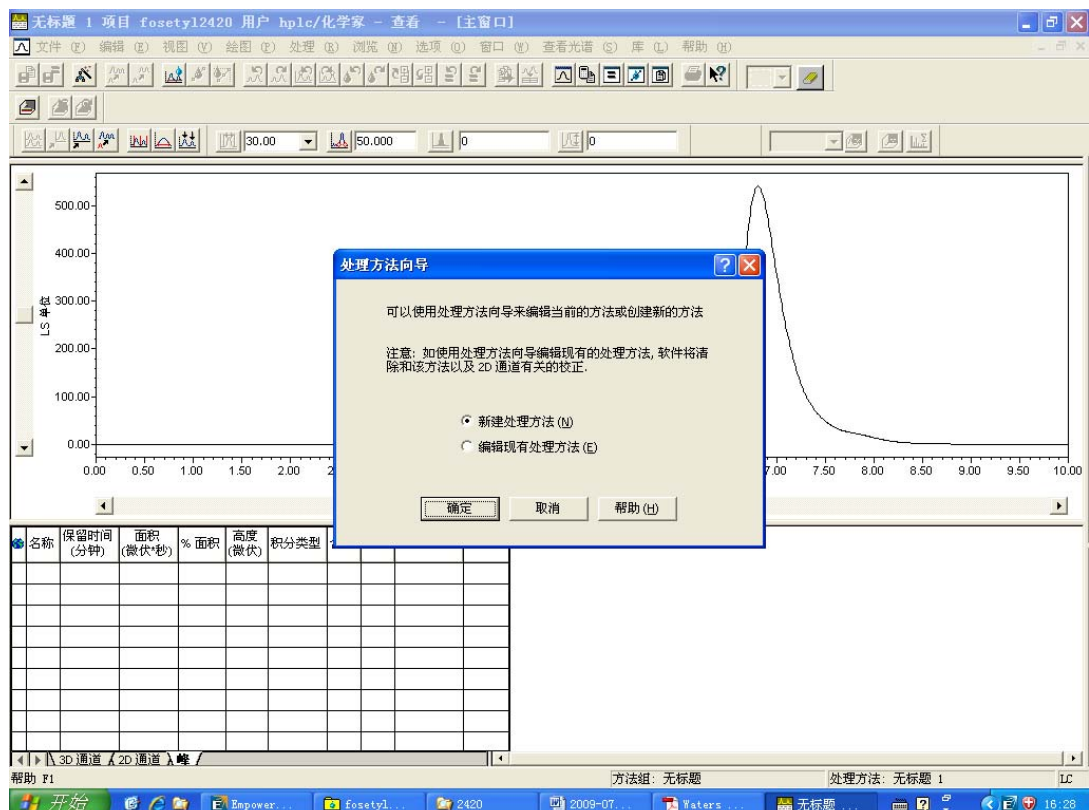 无标题 1 项目 fosetyl2420 用户 hplc/化学家 - 查看 - [主窗口]
文件(F) 编辑(E) 视图(V) 绘图(P) 处理(R) 浏览(N) 选项(O) 窗口(W) 查看光谱(S) 库(L) 帮助(H)
30.00 50.000 0 0
500.00
400.00
300.00
200.00
100.00
0.00
LS 单位
0.00 0.50 1.00 1.50 2.00 2 7.00 7.50 8.00 8.50 9.00 9.50 10.00
处理方法向导
可以使用处理方法向导来编辑当前的方法或创建新的方法
注意: 如使用处理方法向导编辑现有的处理方法, 软件将清
除和该方法以及 2D 通道有关的校正.
新建处理方法(N)
编辑现有处理方法(E)
确定 取消 帮助(H)
名称 保留时间 (分钟) 面积 (微伏*秒) % 面积 高度 (微伏) 积分类型
3D 通道 2D 通道 峰
帮助 F1 方法组: 无标题 处理方法: 无标题 1 LC
开始 Empower... fosetyl... 2420 2009-07... Waters ... 无标题 ... 16:28